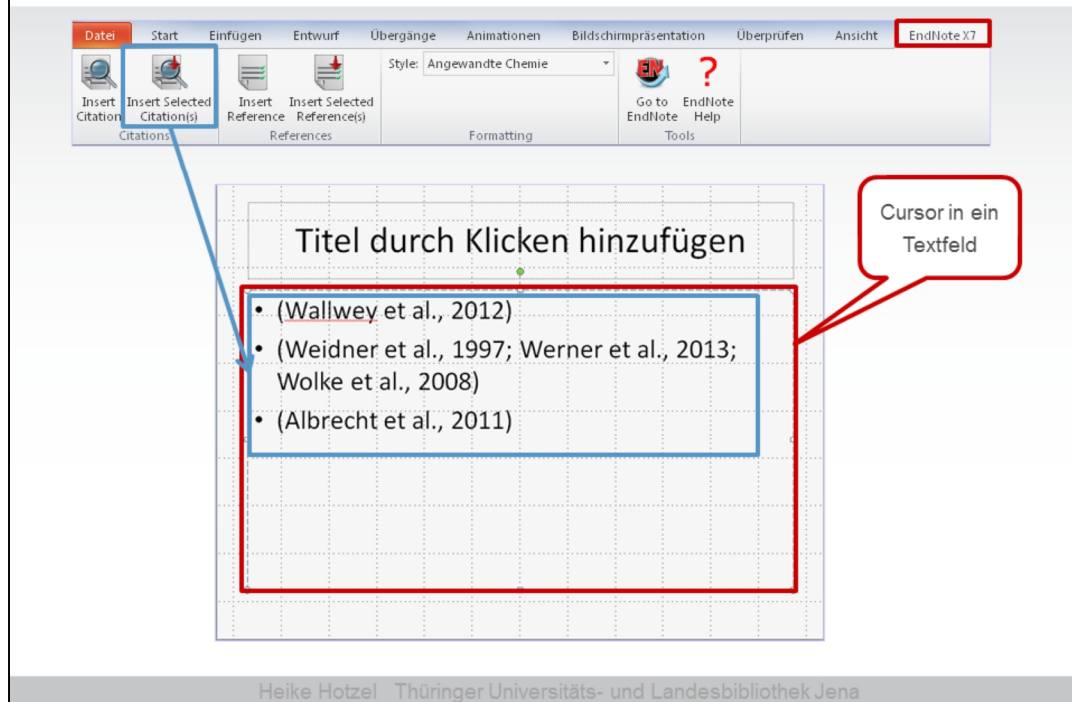 Datei Start Einfügen Entwurf Übergänge Animationen Bildschirmpräsentation Überprüfen Ansicht EndNote X7
Style: Angewandte Chemie
Insert Citation
Insert Selected Citation(s)
Insert Reference
Insert Selected Reference(s)
Go to EndNote
EndNote Help
Citations References Formatting Tools
Cursor in ein
Textfeld
Titel durch Klicken hinzufügen
• (Wallwey et al., 2012)
• (Weidner et al., 1997; Werner et al., 2013;
Wolke et al., 2008)
• (Albrecht et al., 2011)
Heike Hotzel Thüringer Universitäts- und Landesbibliothek Jena